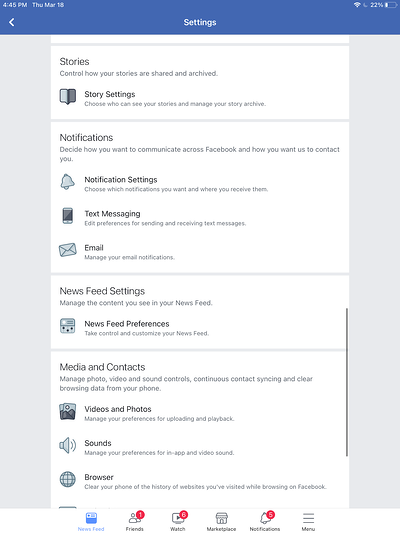 4:45 PM Thu Mar 18 22%
Settings
Stories
Control how your stories are shared and archived.
Story Settings
Choose who can see your stories and manage your story archive.
Notifications
Decide how you want to communicate across Facebook and how you want us to contact
you.
Notification Settings
Choose which notifications you want and where you receive them.
Text Messaging
Edit preferences for sending and receiving text messages.
Email
Manage your email notifications.
News Feed Settings
Manage the content you see in your News Feed.
News Feed Preferences
Take control and customize your News Feed.
Media and Contacts
Manage photo, video and sound controls, continuous contact syncing and clear
browsing data from your phone.
Videos and Photos
Manage your preferences for uploading and playback.
Sounds
Manage your preferences for in-app and video sound.
Browser
Clear your phone of the history of websites you've visited while browsing on Facebook.
1 6 5
News Feed Friends Watch Marketplace Notifications Menu